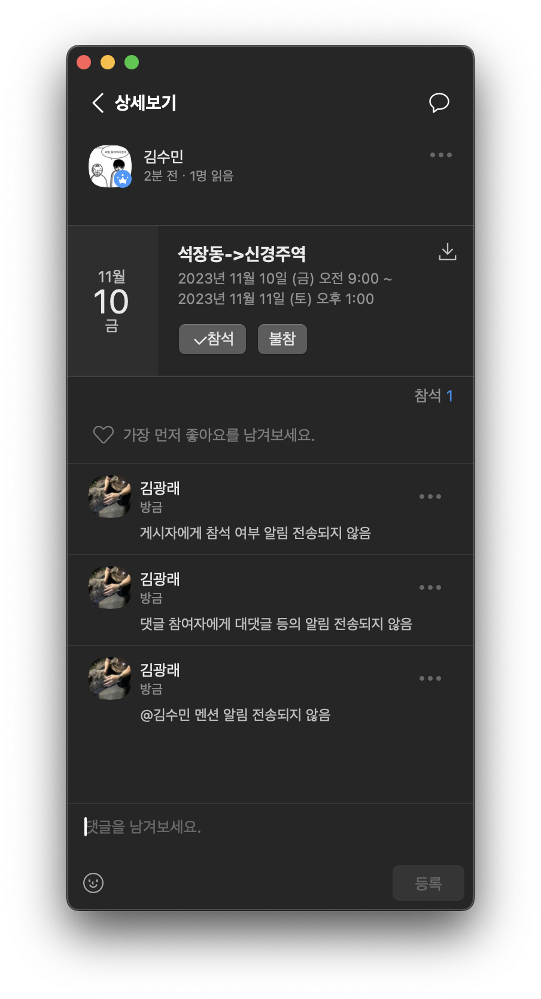 상세보기
김수민
2분 전 · 1명 읽음
11월
10
금
석장동->신경주역
2023년 11월 10일 (금) 오전 9:00 ~
2023년 11월 11일 (토) 오후 1:00
참석
불참
참석 1
가장 먼저 좋아요를 남겨보세요.
김광래
방금
게시자에게 참석 여부 알림 전송되지 않음
김광래
방금
댓글 참여자에게 대댓글 등의 알림 전송되지 않음
김광래
방금
@김수민 멘션 알림 전송되지 않음
댓글을 남겨보세요.
등록